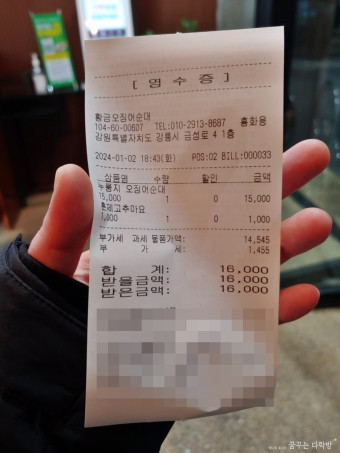 [ 영 수 증 ]
황금오징어순대
104-60-00607 TEL:010-2913-8687 홍화용
강원특별자치도 강릉시 금성로 4 1층
2024-01-02 18:43(화) POS:02 BILL:000033
상품명 수량 할인 금액
누룽지 오징어순대
15,000 1 0 15,000
수제고추마요
1,000 1 0 1,000
부가세 과세 물품가액: 14,545
부 가 세: 1,455
합 계: 16,000
받을금액: 16,000
받은금액: 16,000
꿈꾸는 다락방